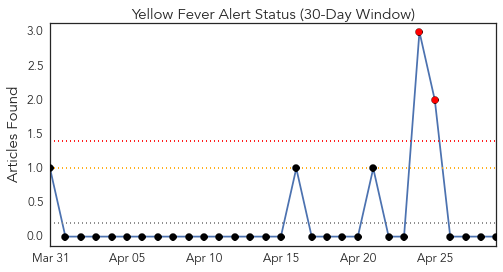 Yellow Fever Alert Status (30-Day Window)
Articles Found
3.0
2.5
2.0
1.5
1.0
0.5
0.0
Mar 31 Apr 05 Apr 10 Apr 15 Apr 20 Apr 25